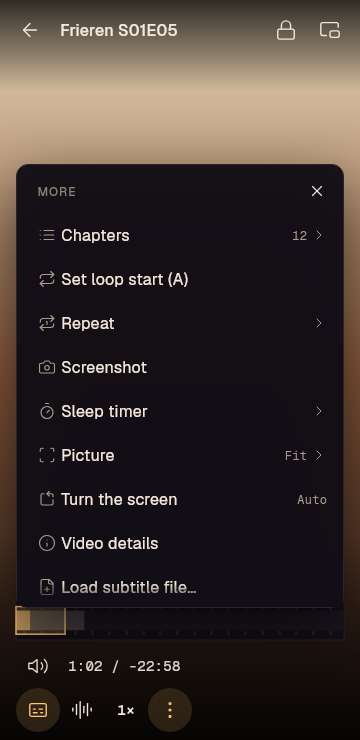 Frieren S01E05
MORE
Chapters 12
Set loop start (A)
Repeat
Screenshot
Sleep timer
Picture Fit
Turn the screen Auto
Video details
Load subtitle file…
1:02 / -22:58
1×